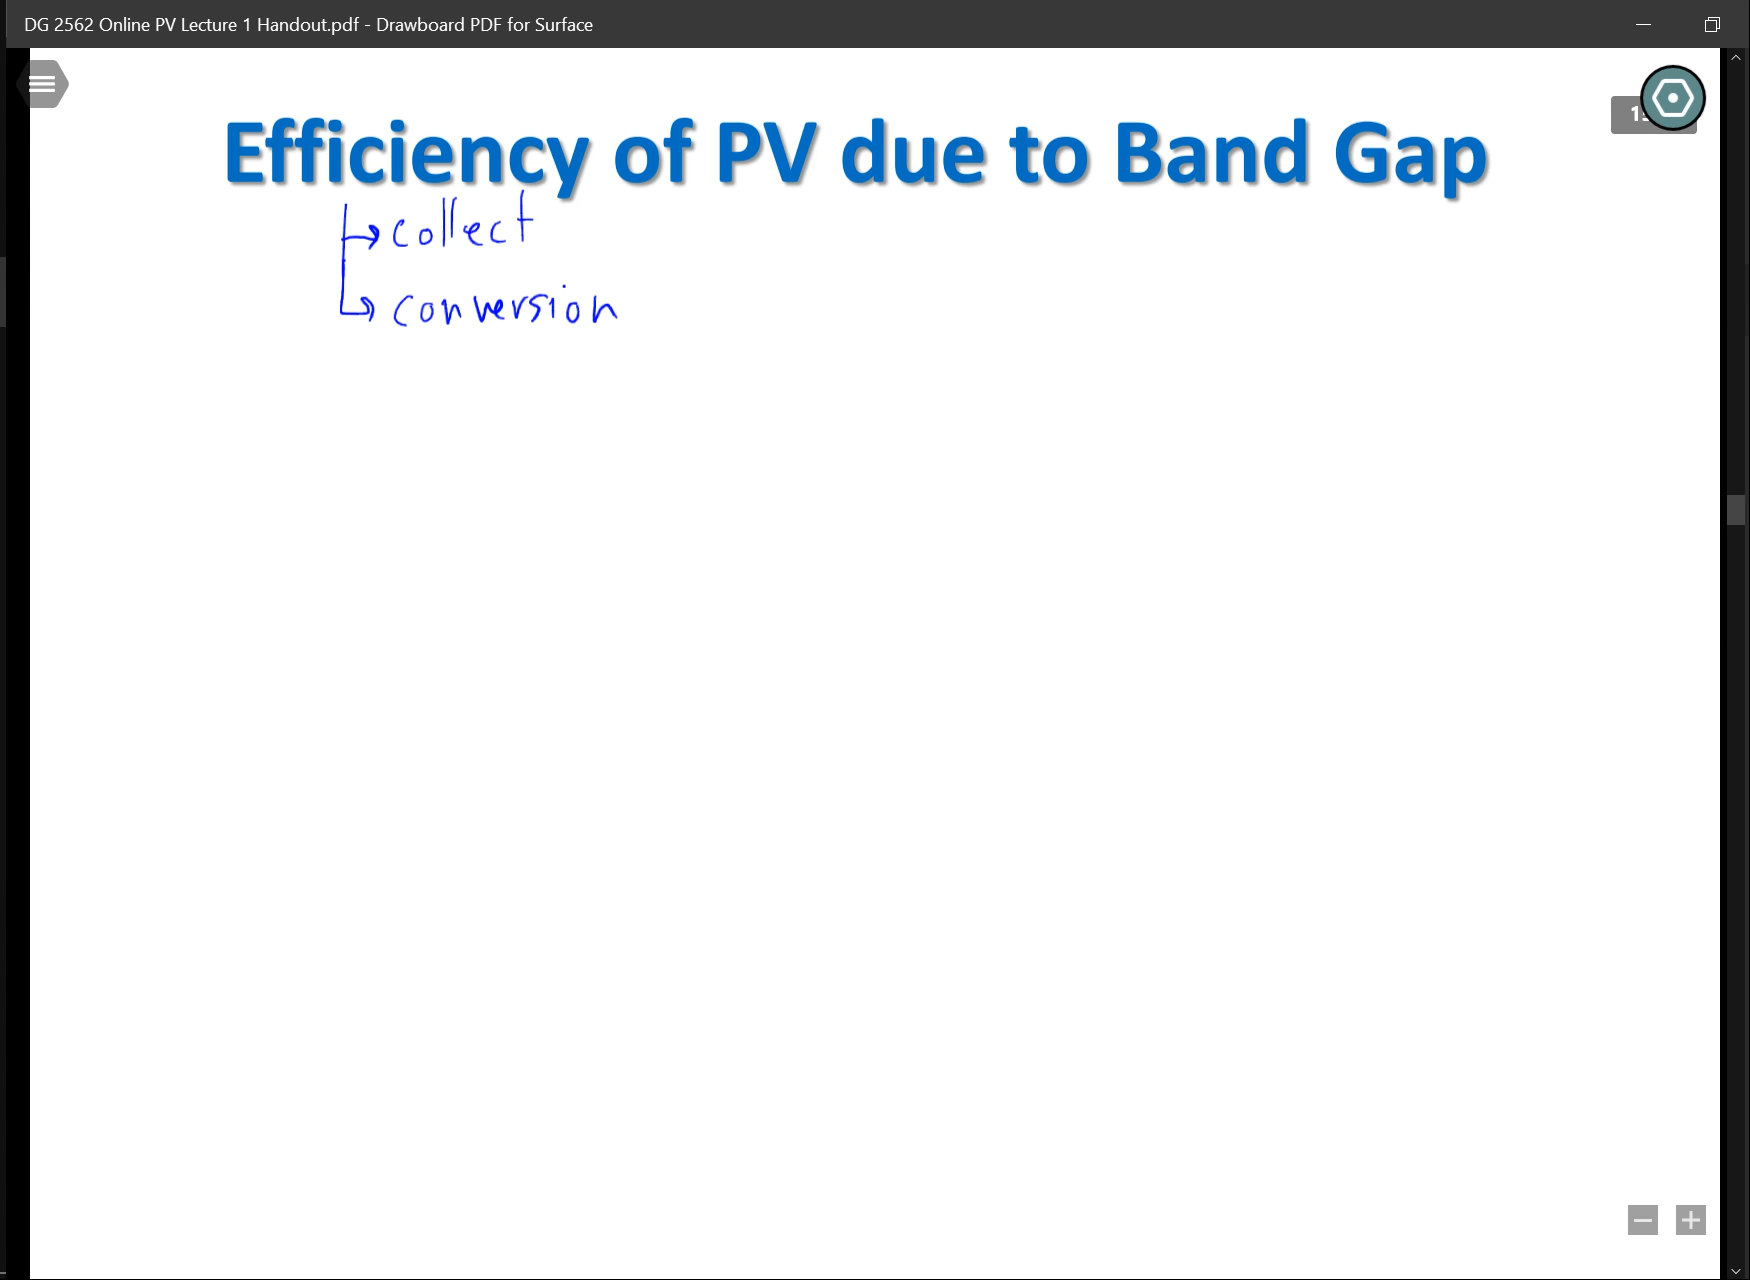 DG 2562 Online PV Lecture 1 Handout.pdf - Drawboard PDF for Surface
Efficiency of PV due to Band Gap
collect
conversion